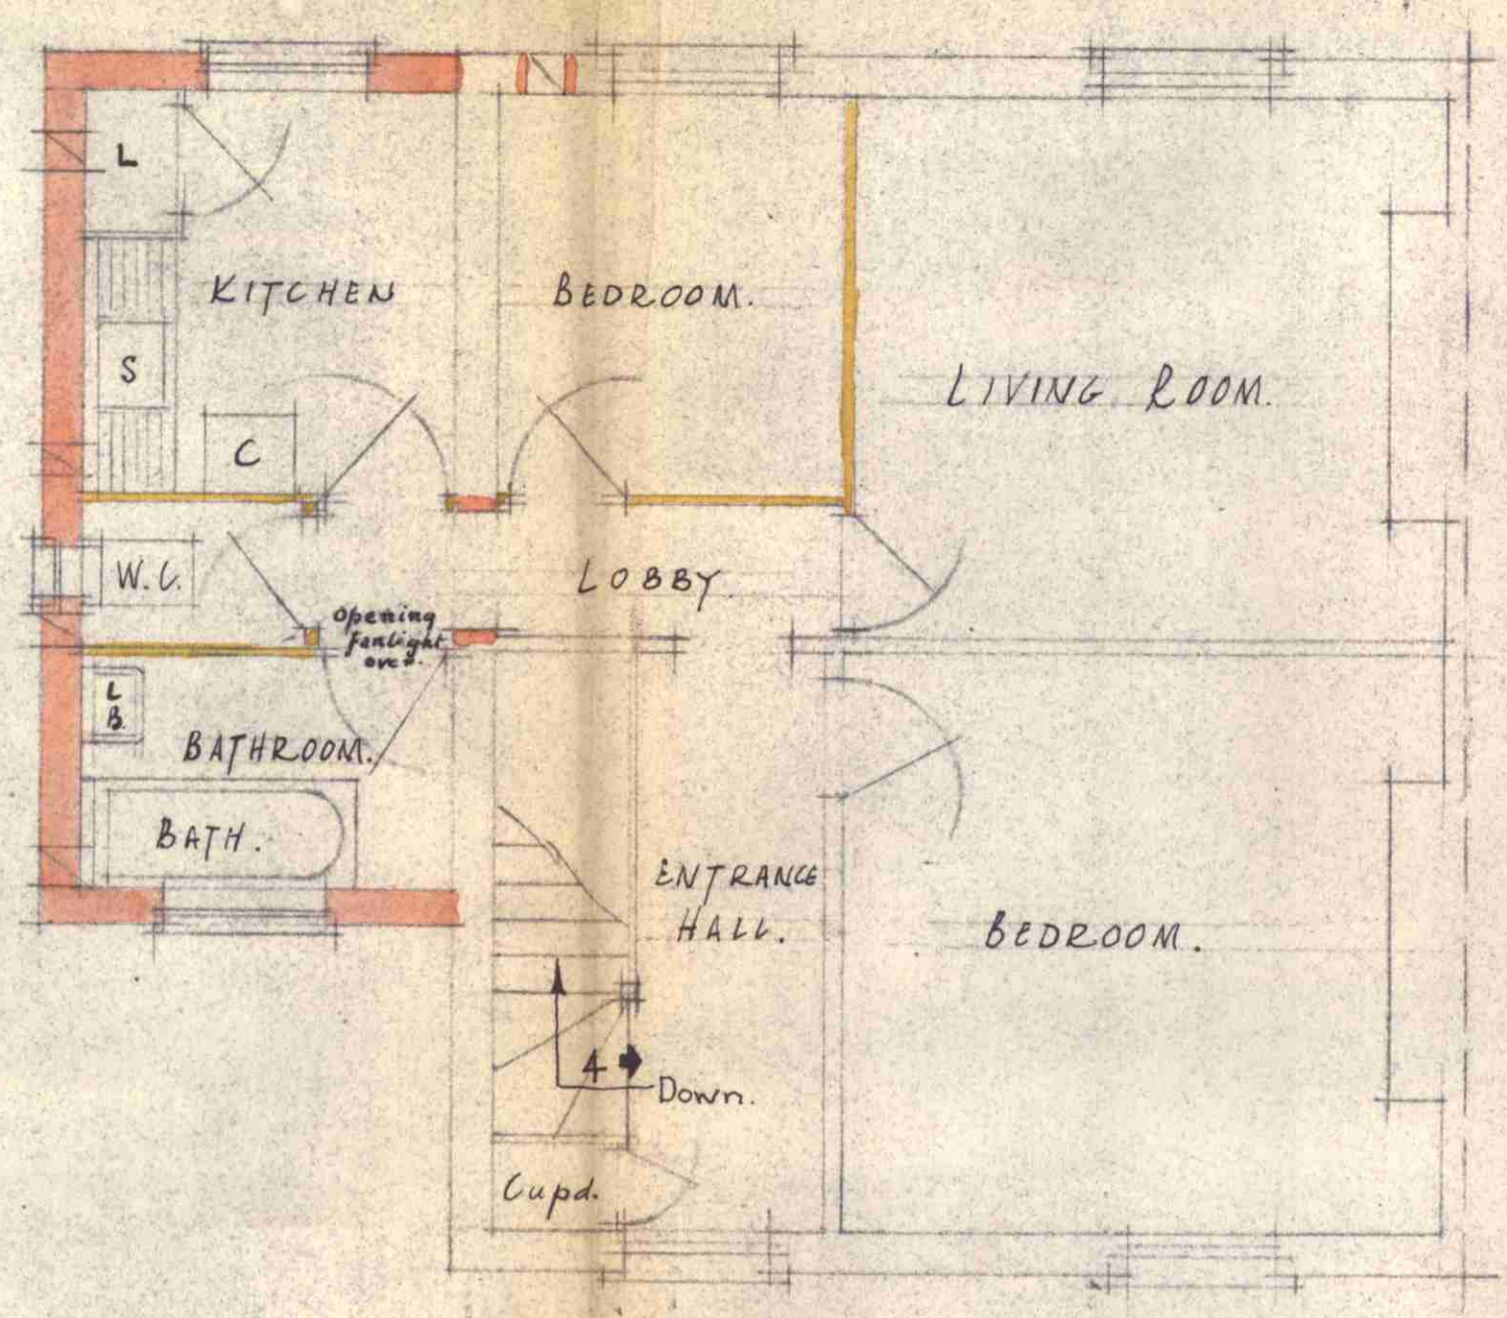 L
KITCHEN
BEDROOM.
S
C
LIVING ROOM.
W.C.
LOBBY.
Opening
fanlight
over.
L
B.
BATHROOM.
BATH.
ENTRANCE
HALL.
BEDROOM.
4
Down.
Cupd.